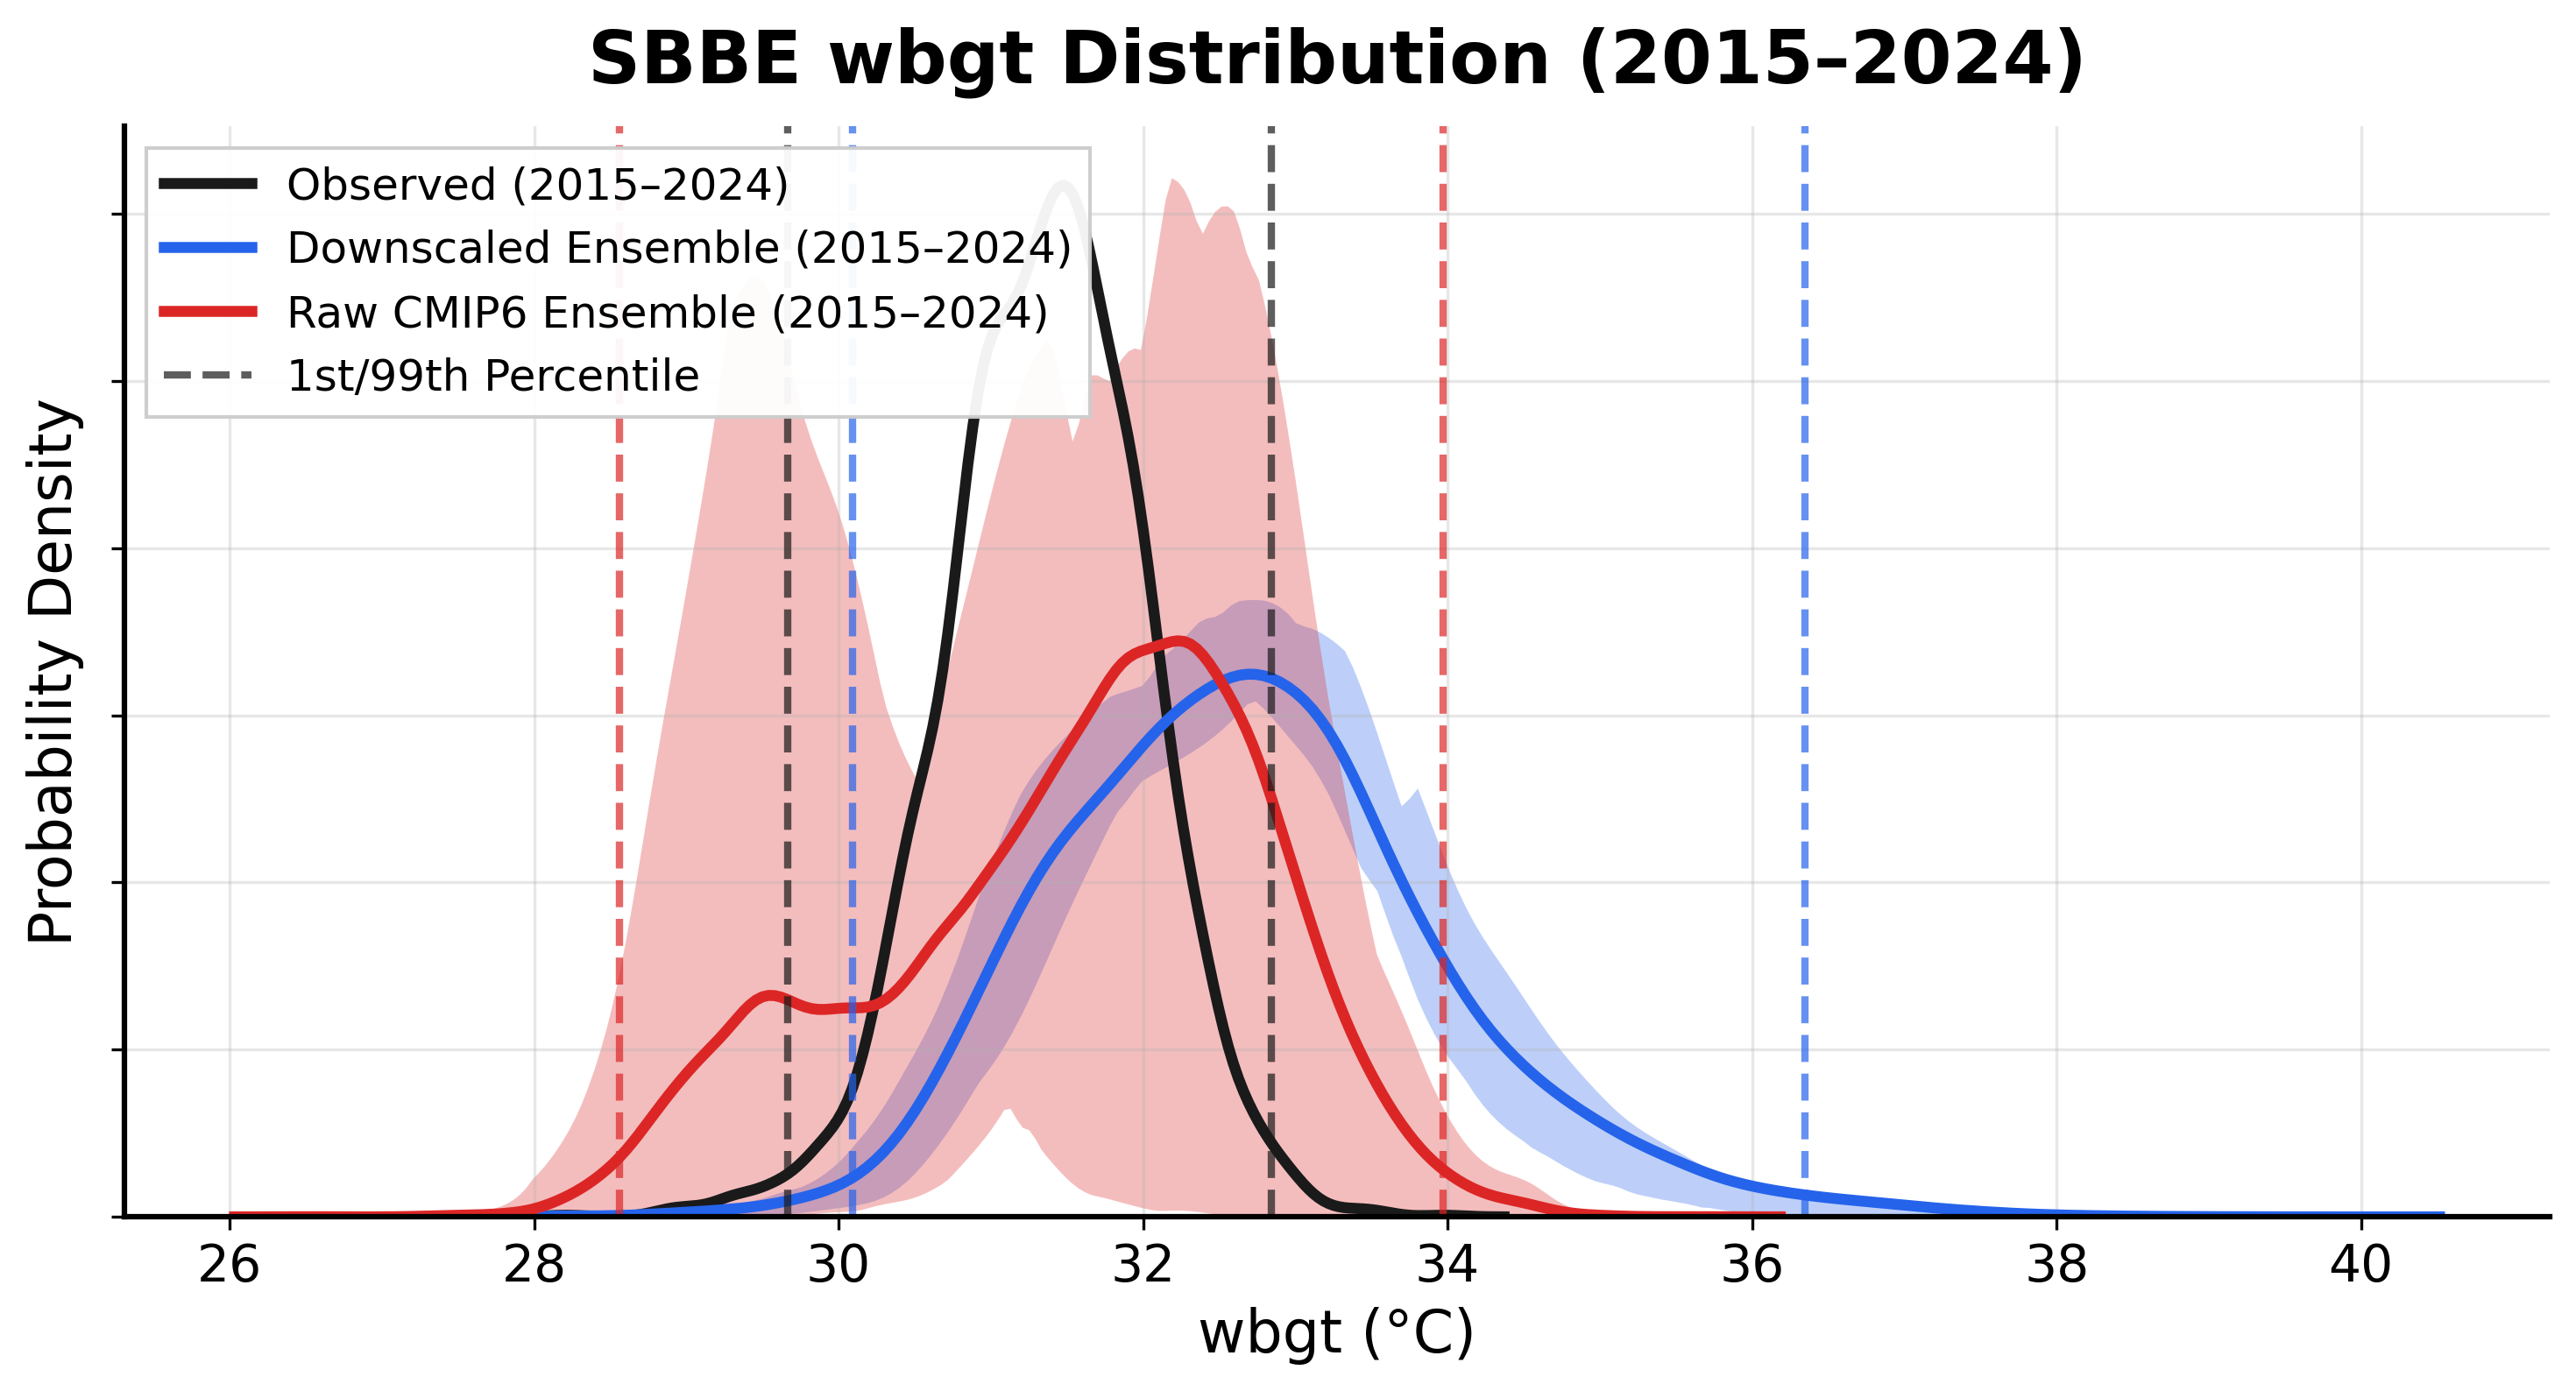 SBBE wbgt Distribution (2015–2024)
Observed (2015–2024)
Downscaled Ensemble (2015–2024)
Raw CMIP6 Ensemble (2015–2024)
1st/99th Percentile
Probability Density
26 28 30 32 34 36 38 40
wbgt (°C)